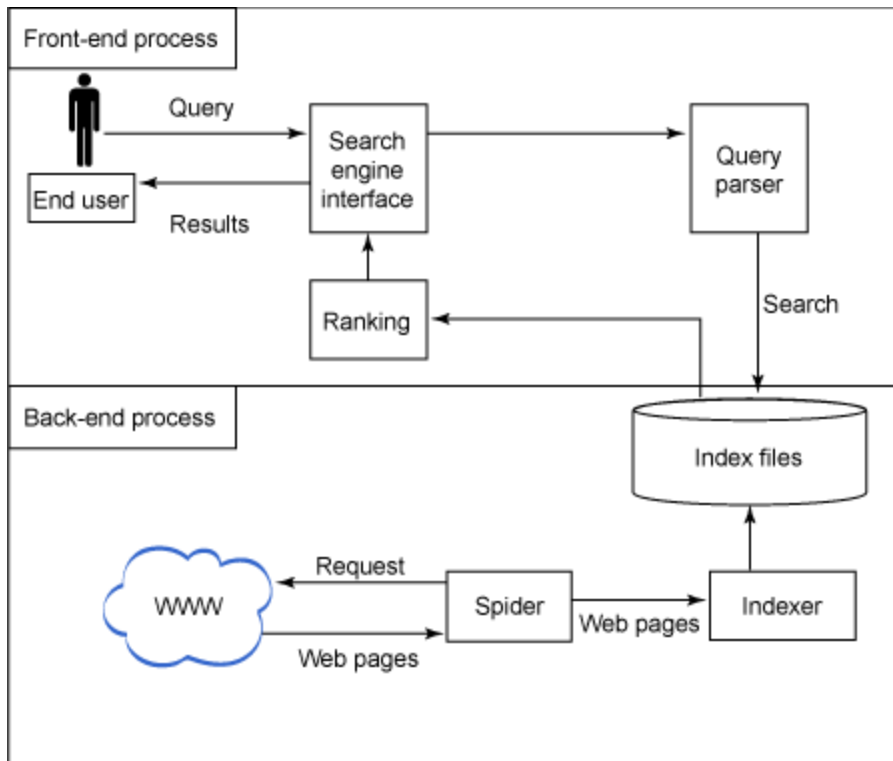 Front-end process
Query
End user
Results
Search
engine
interface
Query
parser
Ranking
Search
Back-end process
Index files
WWW
Request
Web pages
Spider
Web pages
Indexer